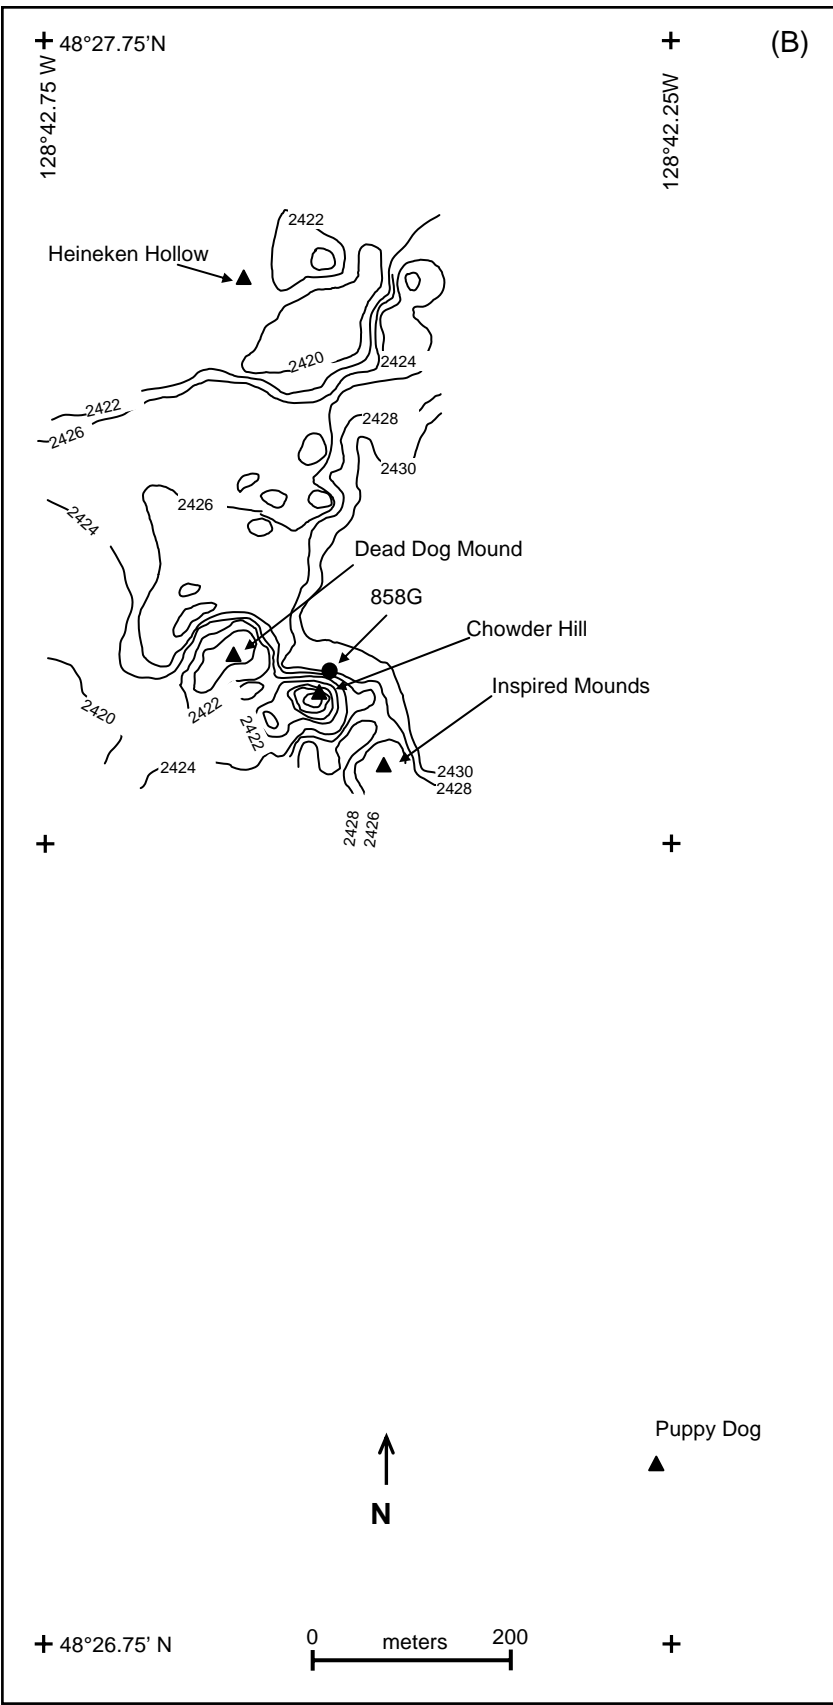 48°27.75’N
(B)
128°42.75 W
128°42.25W
2422
Heineken Hollow
2420
2424
2422
2428
2426
2430
2426
2424
Dead Dog Mound
858G
Chowder Hill
Inspired Mounds
2422
2420
2422
2424
2430
2428
2428
2426
Puppy Dog
N
0
meters
200
48°26.75’ N